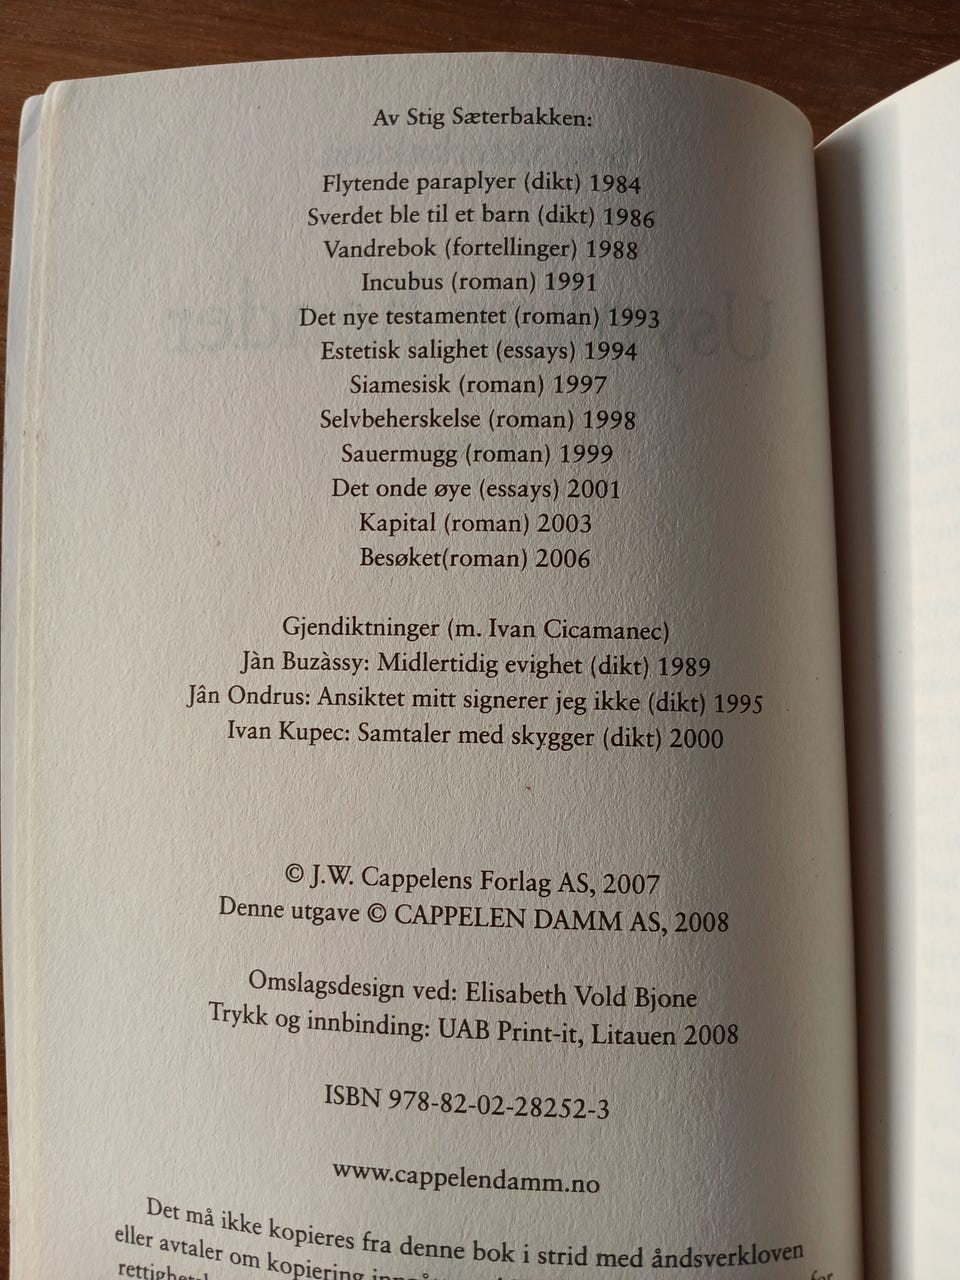 Av Stig Sæterbakken:
Flytende paraplyer (dikt) 1984
Sverdet ble til et barn (dikt) 1986
Vandrebok (fortellinger) 1988
Incubus (roman) 1991
Det nye testamentet (roman) 1993
Estetisk salighet (essays) 1994
Siamesisk (roman) 1997
Selvbeherskelse (roman) 1998
Sauermugg (roman) 1999
Det onde øye (essays) 2001
Kapital (roman) 2003
Besøket(roman) 2006
Gjendiktninger (m. Ivan Cicamanec)
Jàn Buzàssy: Midlertidig evighet (dikt) 1989
Jân Ondrus: Ansiktet mitt signerer jeg ikke (dikt) 1995
Ivan Kupec: Samtaler med skygger (dikt) 2000
© J.W. Cappelens Forlag AS, 2007
Denne utgave © CAPPELEN DAMM AS, 2008
Omslagsdesign ved: Elisabeth Vold Bjone
Trykk og innbinding: UAB Print-it, Litauen 2008
ISBN 978-82-02-28252-3
www.cappelendamm.no
Det må ikke kopieres fra denne bok i strid med åndsverkloven
eller avtaler om kopiering
for